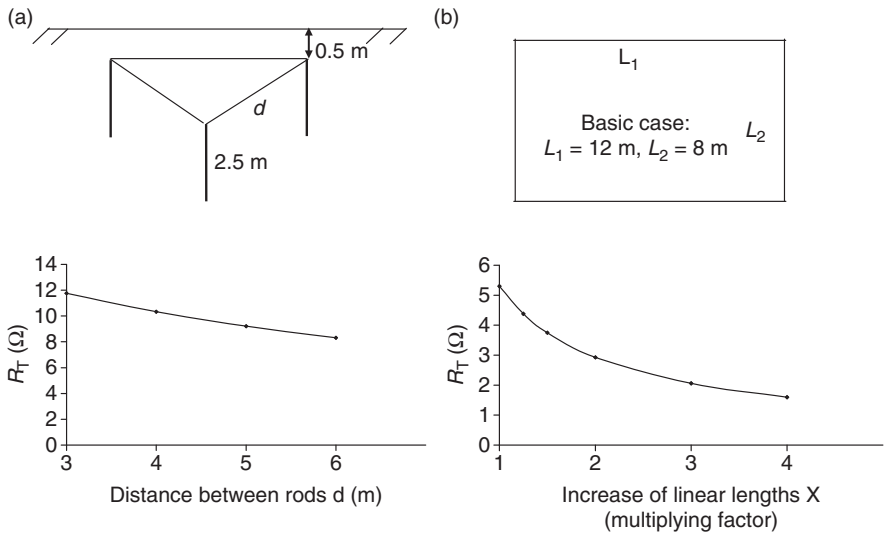 (a)
0.5 m
d
2.5 m
(b)
L₁
Basic case:
L₁ = 12 m, L₂ = 8 m
L₂
14
12
10
8
6
4
2
0
R_T (Ω)
3 4 5 6
Distance between rods d (m)
6
5
4
3
2
1
0
R_T (Ω)
1 2 3 4
Increase of linear lengths X
(multiplying factor)